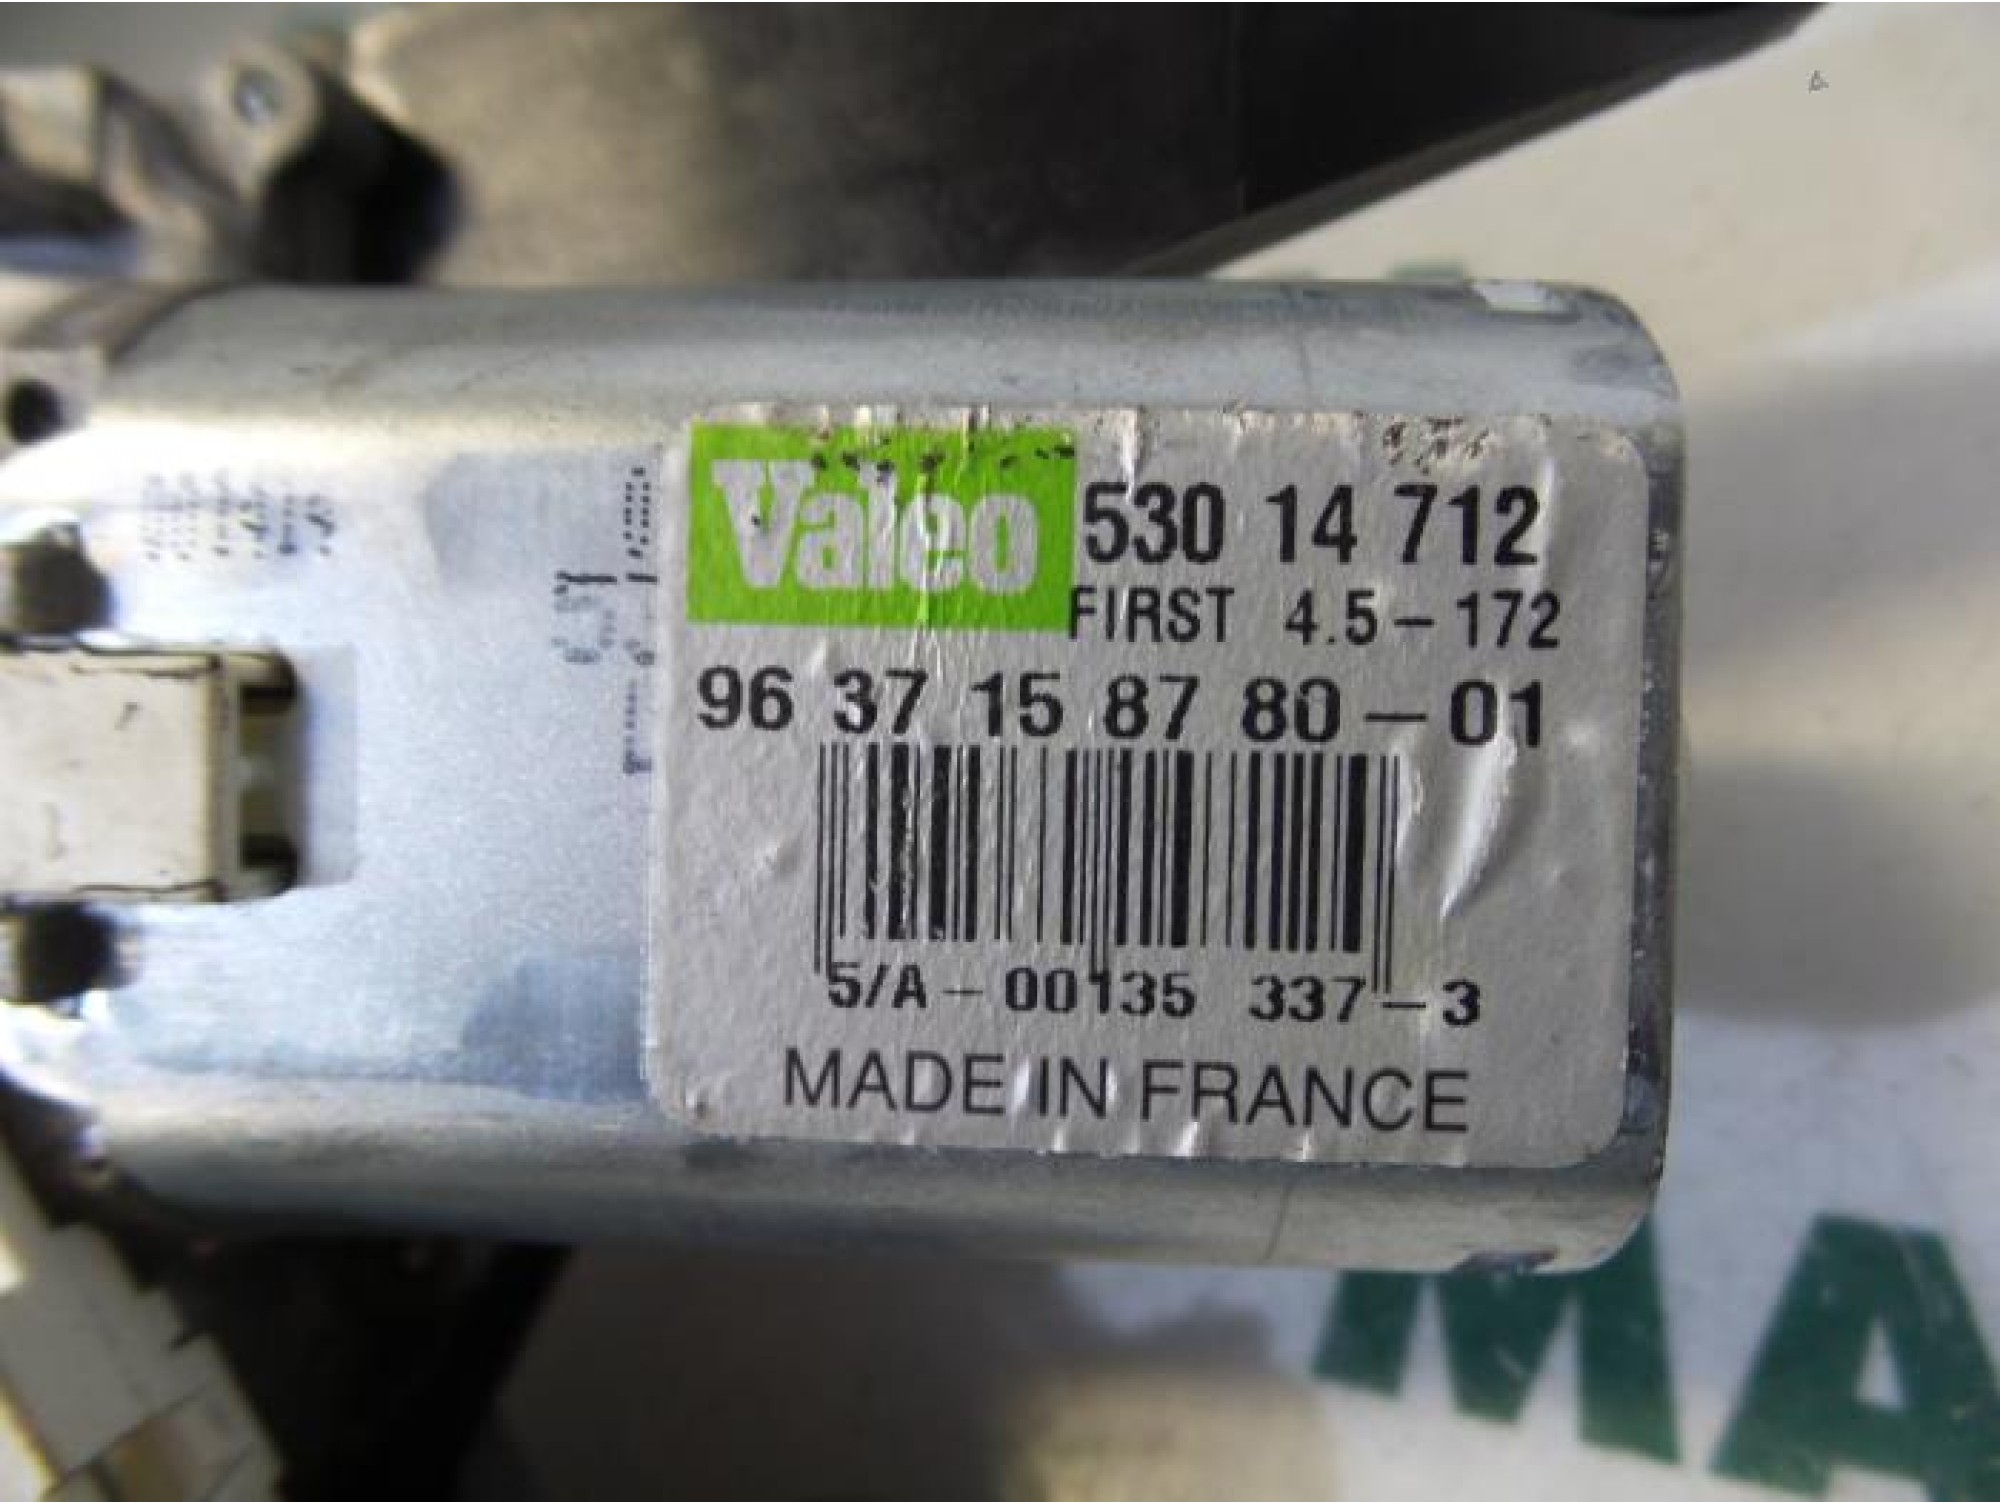 Valeo 530 14 712
FIRST 4.5-172
96 37 15 87 80-01
5/A-00135 337-3
MADE IN FRANCE
MA